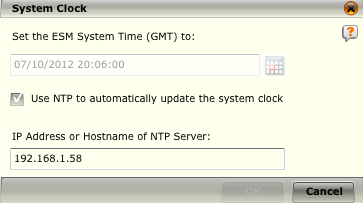 System Clock
Set the ESM System Time (GMT) to:
07/10/2012 20:06:00
Use NTP to automatically update the system clock
IP Address or Hostname of NTP Server:
192.168.1.58
OK Cancel